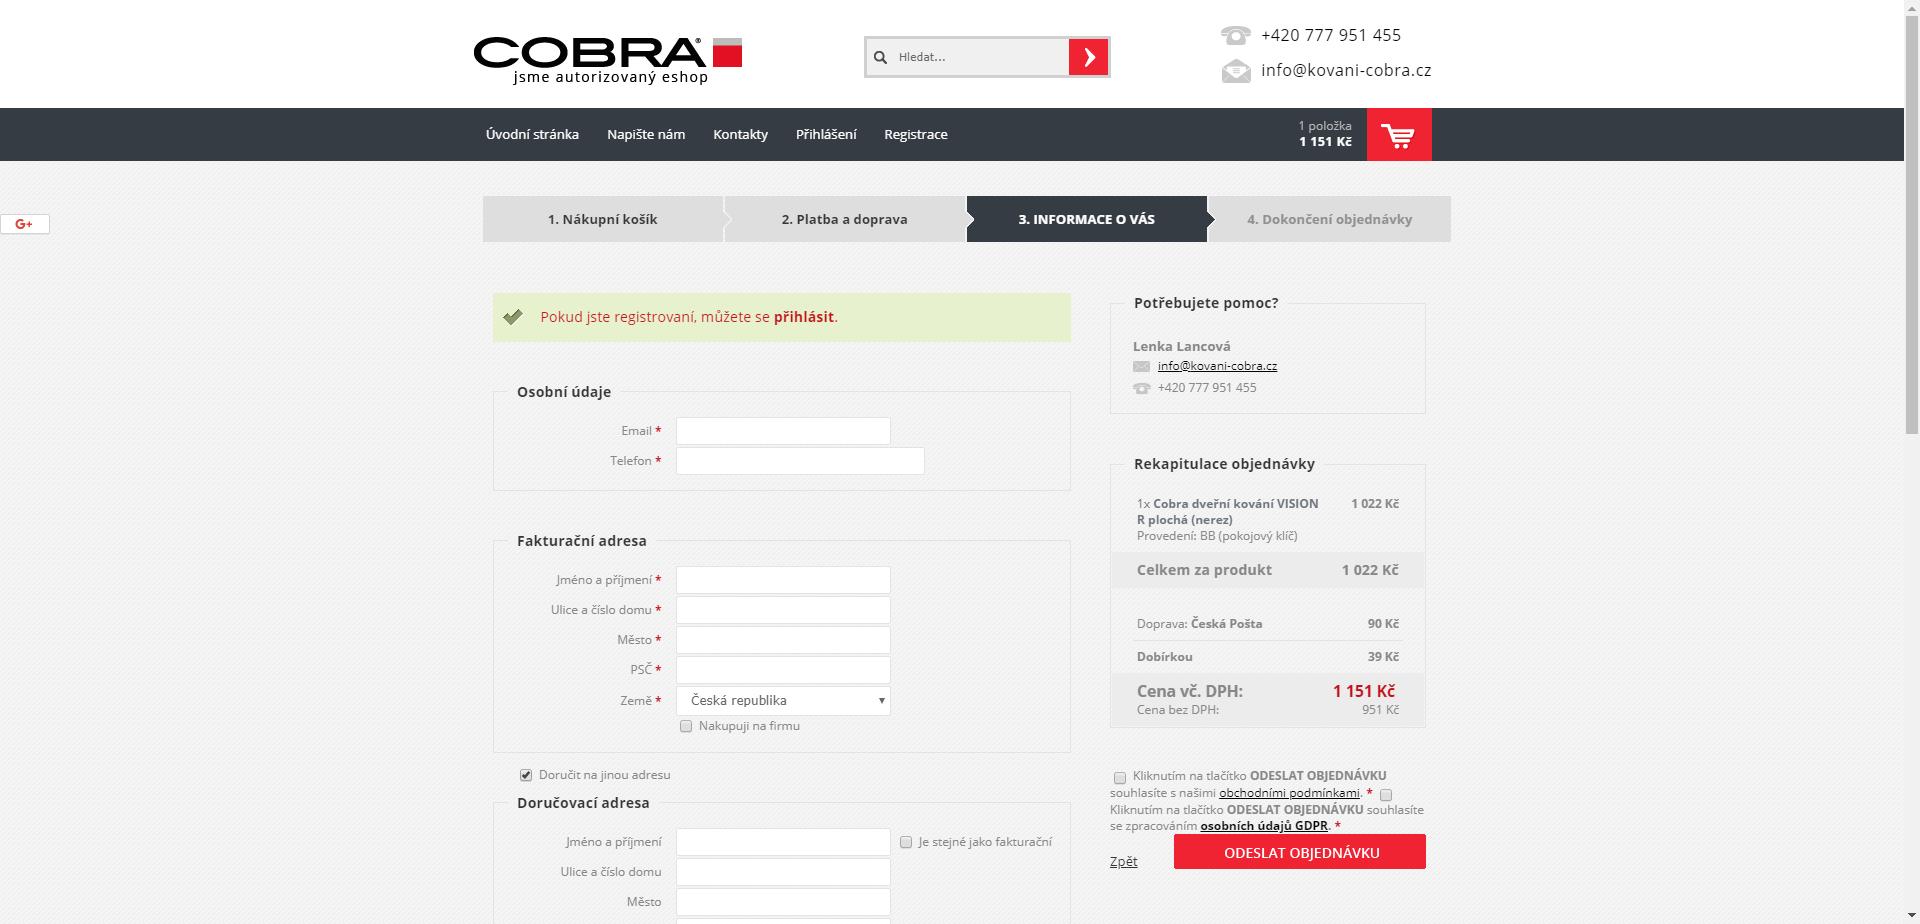 COBRA®
jsme autorizovaný eshop
Hledat...
+420 777 951 455
info@kovani-cobra.cz
Úvodní stránka
Napište nám
Kontakty
Přihlášení
Registrace
1 položka
1 151 Kč
G+
1. Nákupní košík
2. Platba a doprava
3. INFORMACE O VÁS
4. Dokončení objednávky
Pokud jste registrovaní, můžete se přihlásit.
Osobní údaje
Email *
Telefon *
Fakturační adresa
Jméno a příjmení *
Ulice a číslo domu *
Město *
PSČ *
Země *
Česká republika
Nakupuji na firmu
Doručit na jinou adresu
Doručovací adresa
Jméno a příjmení
Je stejné jako fakturační
Ulice a číslo domu
Město
Potřebujete pomoc?
Lenka Lancová
info@kovani-cobra.cz
+420 777 951 455
Rekapitulace objednávky
1x Cobra dveřní kování VISION 1 022 Kč
R plochá (nerez)
Provedení: BB (pokojový klíč)
Celkem za produkt 1 022 Kč
Doprava: Česká Pošta 90 Kč
Dobírkou 39 Kč
Cena vč. DPH: 1 151 Kč
Cena bez DPH: 951 Kč
Kliknutím na tlačítko ODESLAT OBJEDNÁVKU
souhlasíte s našimi obchodními podmínkami. *
Kliknutím na tlačítko ODESLAT OBJEDNÁVKU souhlasíte
se zpracováním osobních údajů GDPR. *
Zpět
ODESLAT OBJEDNÁVKU